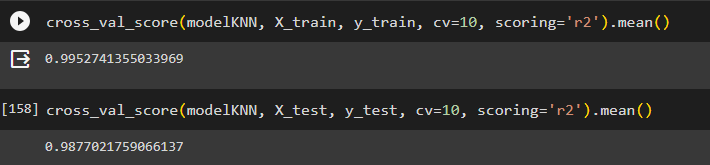 cross_val_score(modelKNN, X_train, y_train, cv=10, scoring='r2').mean()
0.9952741355033969
[158] cross_val_score(modelKNN, X_test, y_test, cv=10, scoring='r2').mean()
0.9877021759066137